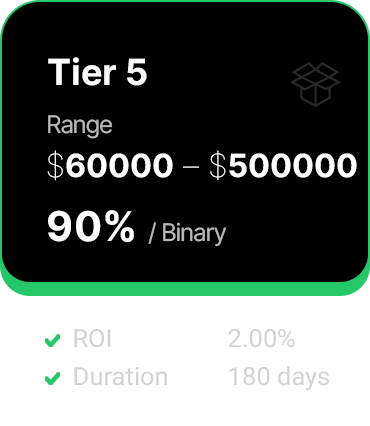 Tier 5
Range
$60000 – $500000
90% / Binary
ROI 2.00%
Duration 180 days